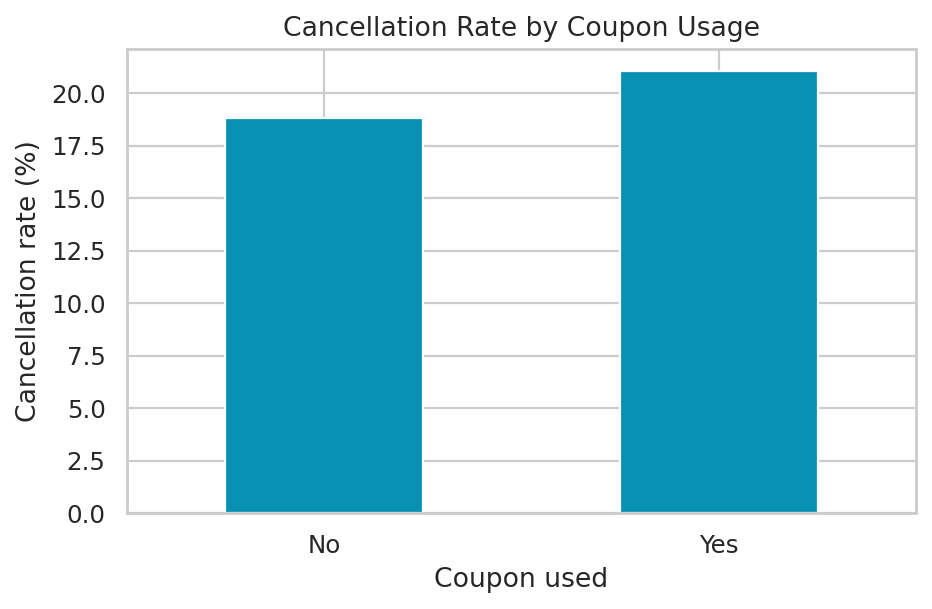 Cancellation Rate by Coupon Usage
Cancellation rate (%)
20.0
17.5
15.0
12.5
10.0
7.5
5.0
2.5
0.0
No Yes
Coupon used